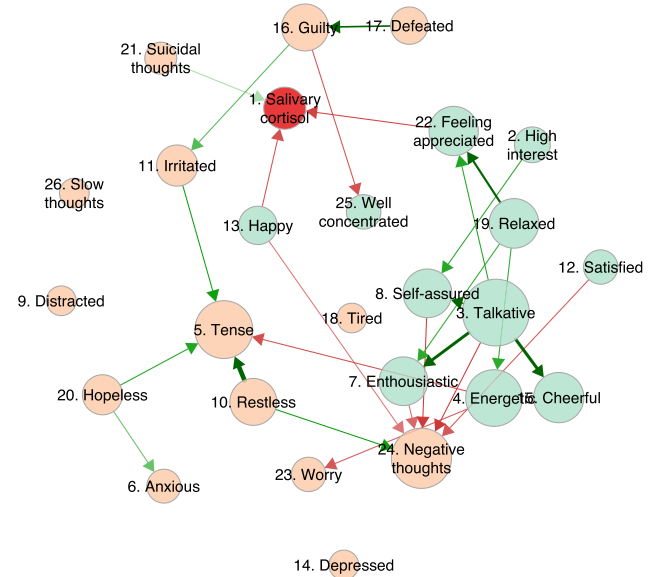 16. Guilty
17. Defeated
21. Suicidal
thoughts
1. Salivary
cortisol
22. Feeling
appreciated
2. High
interest
11. Irritated
26. Slow
thoughts
25. Well
concentrated
13. Happy
19. Relaxed
12. Satisfied
9. Distracted
8. Self-assured
18. Tired
3. Talkative
5. Tense
7. Enthousiastic
20. Hopeless
10. Restless
4. Energetic
15. Cheerful
24. Negative
thoughts
23. Worry
6. Anxious
14. Depressed